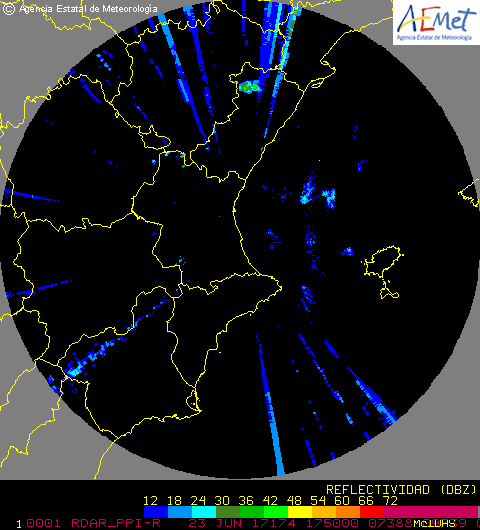 © Agencia Estatal de Meteorología
AEMet
Agencia Estatal de Meteorología
REFLECTIVIDAD (DBZ)
12 18 24 30 36 42 48 54 60 66 72
1 0001 RDAR_PPI-R 23 JUN 17174 175000